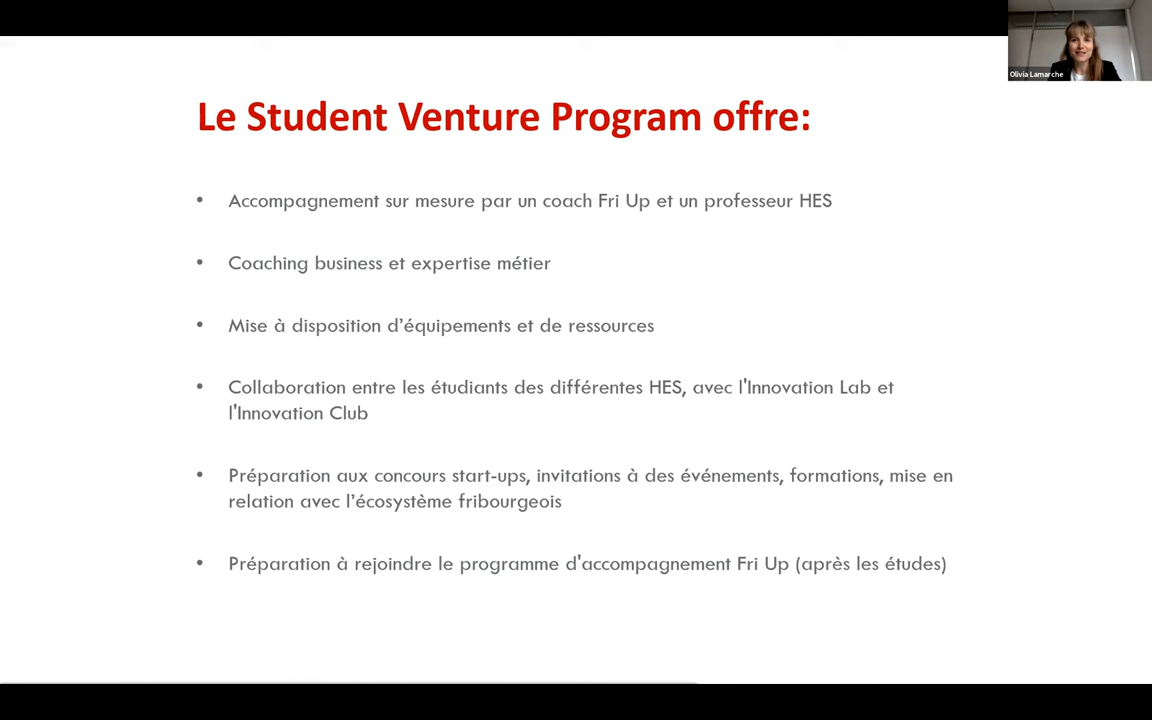 Olivia Lamarche
Le Student Venture Program offre:
• Accompagnement sur mesure par un coach Fri Up et un professeur HES
• Coaching business et expertise métier
• Mise à disposition d’équipements et de ressources
• Collaboration entre les étudiants des différentes HES, avec l'Innovation Lab et
l'Innovation Club
• Préparation aux concours start-ups, invitations à des événements, formations, mise en
relation avec l’écosystème fribourgeois
• Préparation à rejoindre le programme d'accompagnement Fri Up (après les études)